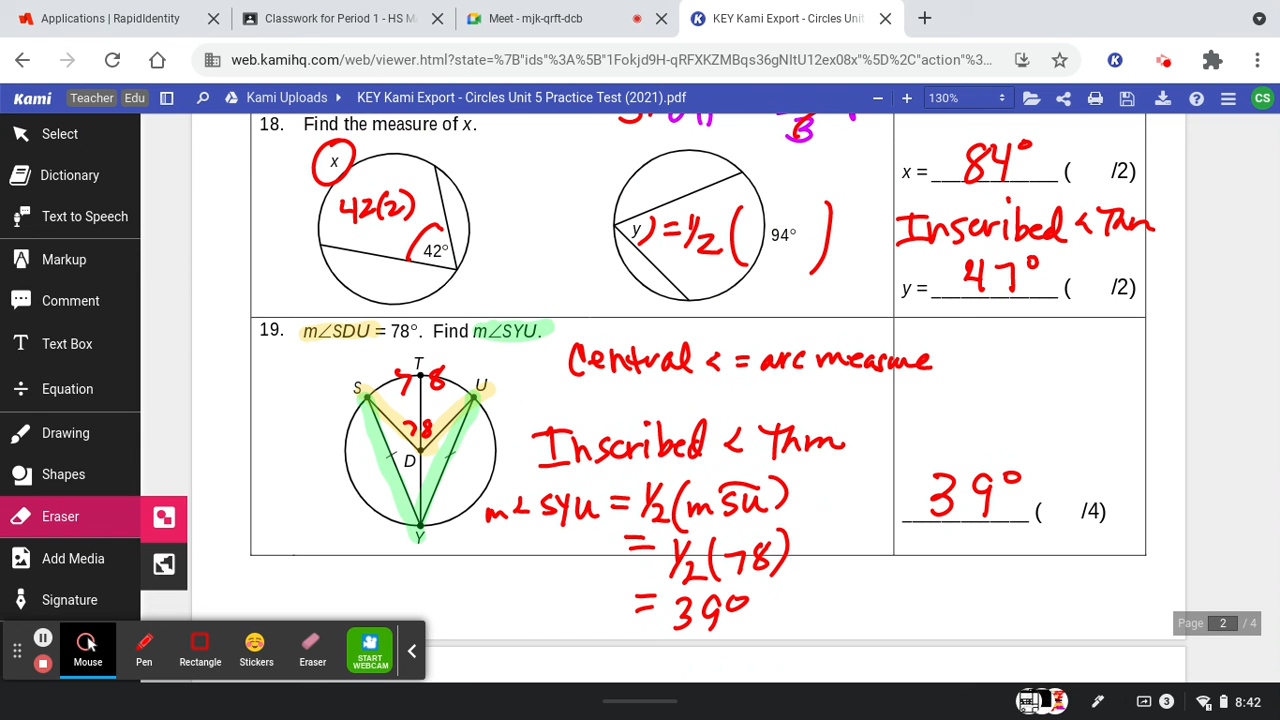 Applications | RapidIdentity
Classwork for Period 1 - HS M
Meet - mjk-qrft-dcb
KEY Kami Export - Circles Unit
web.kamihq.com/web/viewer.html?state=%7B"ids"%3A%5B"1Fokjd9H-qRFXKZMBqs36gNItU12ex08x"%5D%2C"action"%3...
Kami Teacher Edu
Kami Uploads
KEY Kami Export - Circles Unit 5 Practice Test (2021).pdf
130%
CS
Select
Dictionary
Text to Speech
Markup
Comment
Text Box
Equation
Drawing
Shapes
Eraser
Add Media
Signature
18. Find the measure of x.
x
42(2)
42°
y) = 1/2 ( 94° )
x = 84° ( /2)
Inscribed < Thm
y = 47° ( /2)
19. m∠SDU = 78°. Find m∠SYU.
T
S 78 U
78
D
Y
Central < = arc measure
Inscribed < Thm
m< SYU = 1/2 (m SU)
= 1/2 (78)
= 39°
39° ( /4)
Page 2 / 4
Mouse
Pen
Rectangle
Stickers
Eraser
START WEBCAM
3
8:42